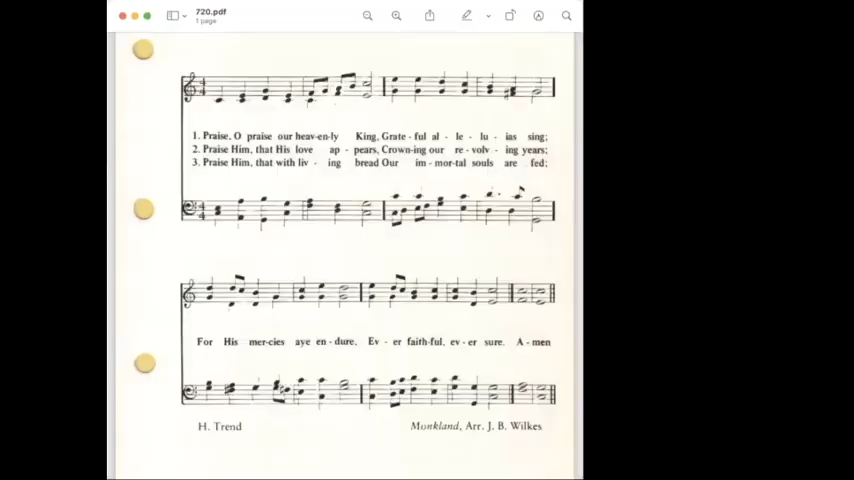 720.pdf
1 page
1. Praise, O praise our heav-en-ly King, Grate - ful al - le - lu - ias sing;
2. Praise Him, that His love ap - pears, Crown-ing our re - volv - ing years;
3. Praise Him, that with liv - ing bread Our im - mor-tal souls are fed;
For His mer-cies aye en - dure, Ev - er faith-ful, ev - er sure. A - men
H. Trend
Monkland, Arr. J. B. Wilkes